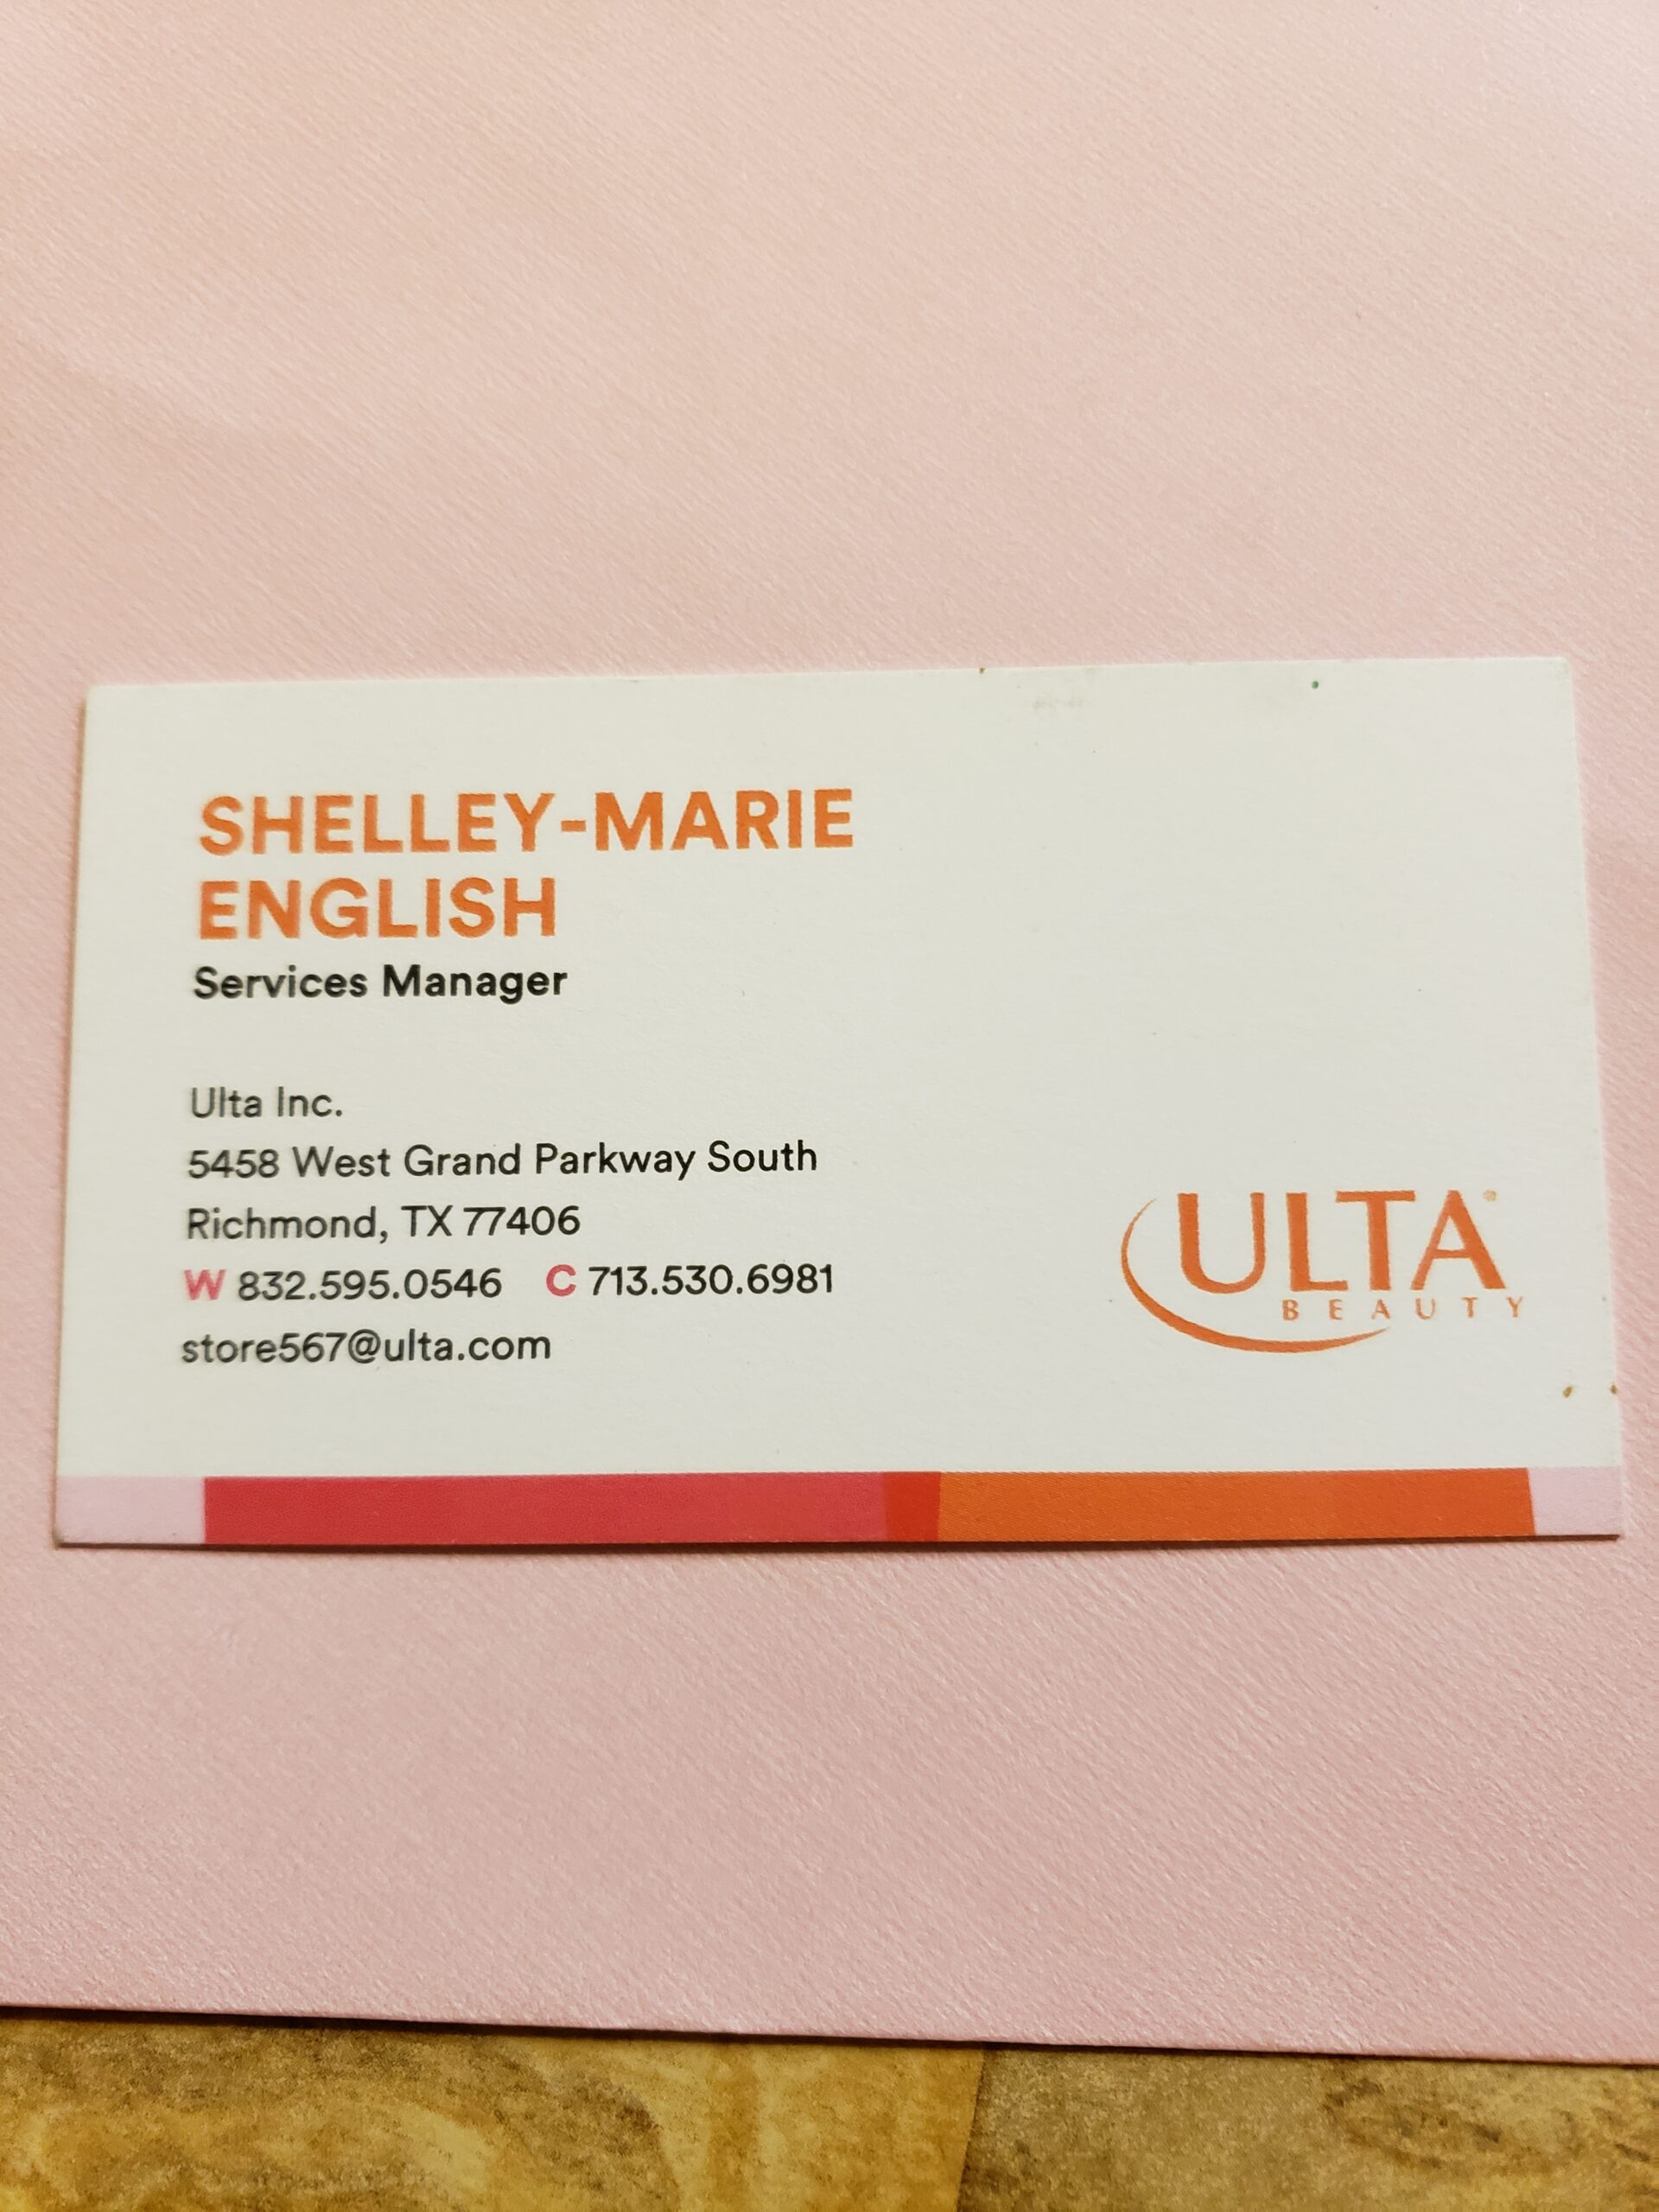 SHELLEY-MARIE
ENGLISH
Services Manager
Ulta Inc.
5458 West Grand Parkway South
Richmond, TX 77406
W 832.595.0546 C 713.530.6981
store567@ulta.com
ULTA
BEAUTY